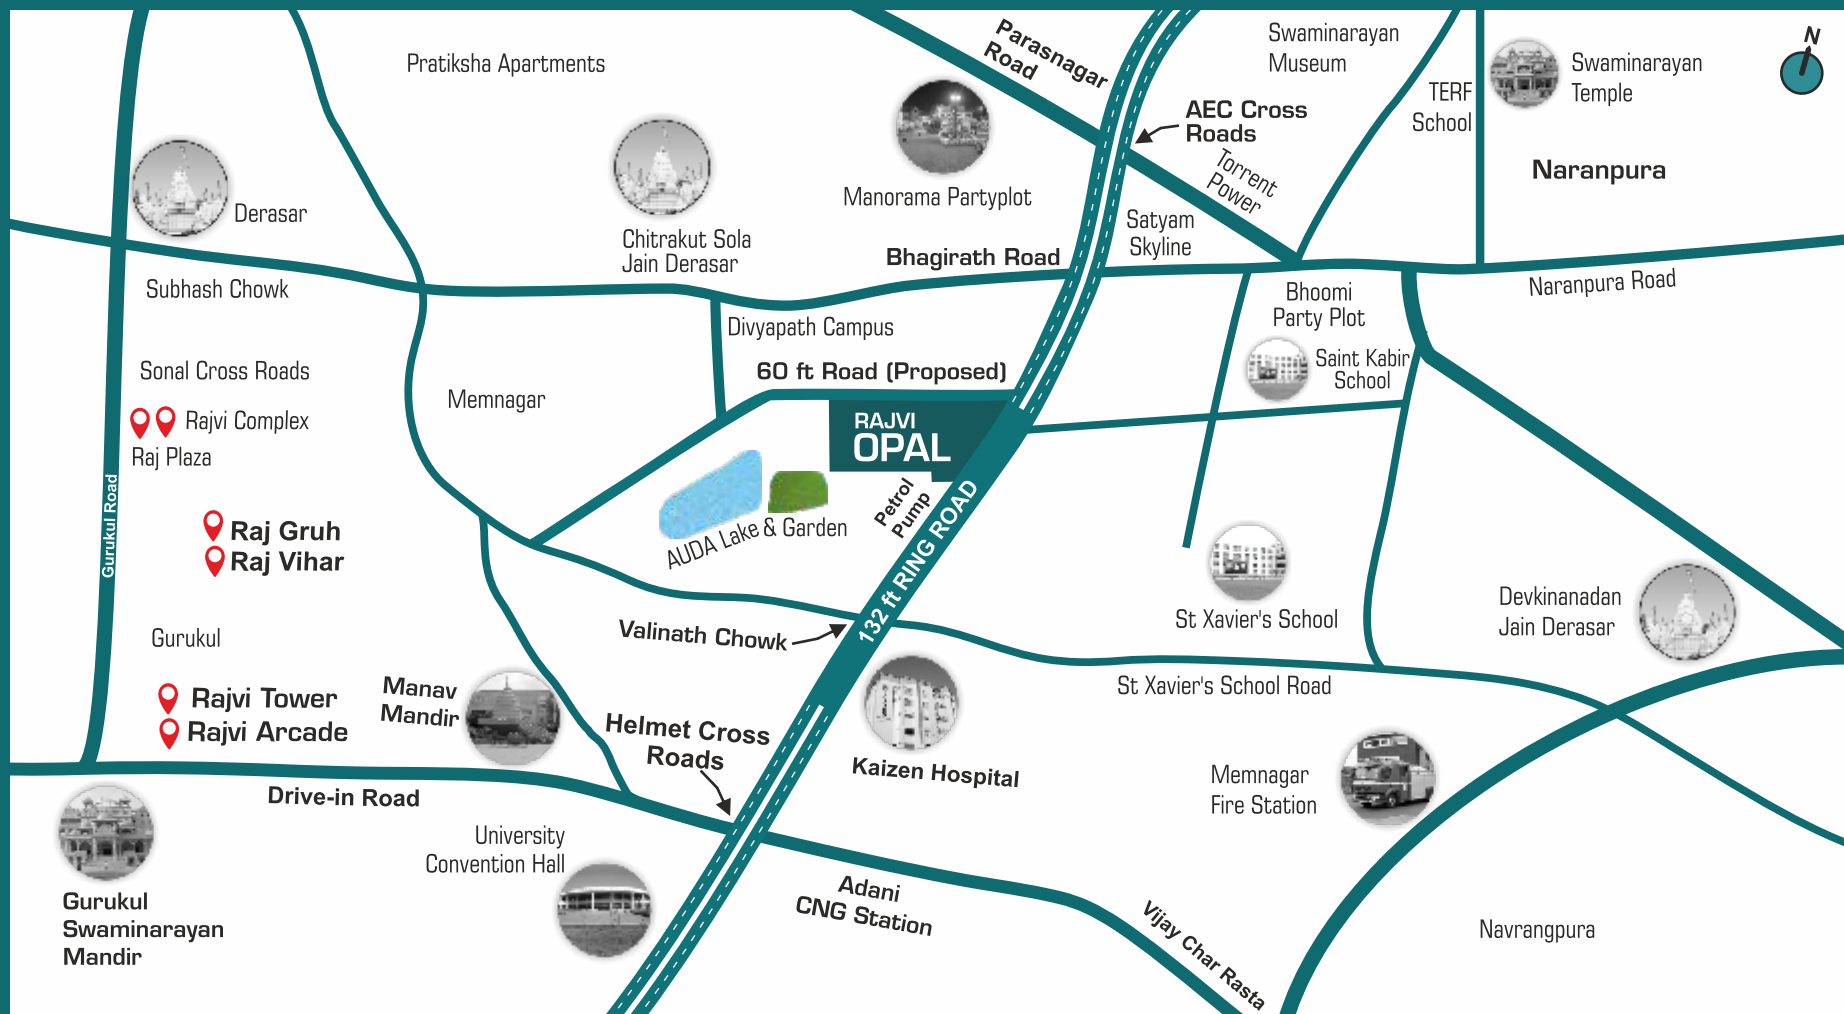 Pratiksha Apartments
Parasnagar
Road
Swaminarayan
Museum
TERF
School
Swaminarayan
Temple
N
AEC Cross
Roads
Torrent
Power
Naranpura
Derasar
Chitrakut Sola
Jain Derasar
Manorama Partyplot
Satyam
Skyline
Bhagirath Road
Subhash Chowk
Naranpura Road
Bhoomi
Party Plot
Divyapath Campus
Saint Kabir
School
60 ft Road (Proposed)
Sonal Cross Roads
Memnagar
Rajvi Complex
Raj Plaza
RAJVI
OPAL
Gurukul Road
Petrol
Pump
AUDA Lake & Garden
132 ft RING ROAD
Raj Gruh
Raj Vihar
Gurukul
Valinath Chowk
St Xavier's School
Devkinanadan
Jain Derasar
St Xavier's School Road
Rajvi Tower
Rajvi Arcade
Manav
Mandir
Helmet Cross
Roads
Kaizen Hospital
Memnagar
Fire Station
Drive-in Road
University
Convention Hall
Adani
CNG Station
Vijay Char Rasta
Navrangpura
Gurukul
Swaminarayan
Mandir